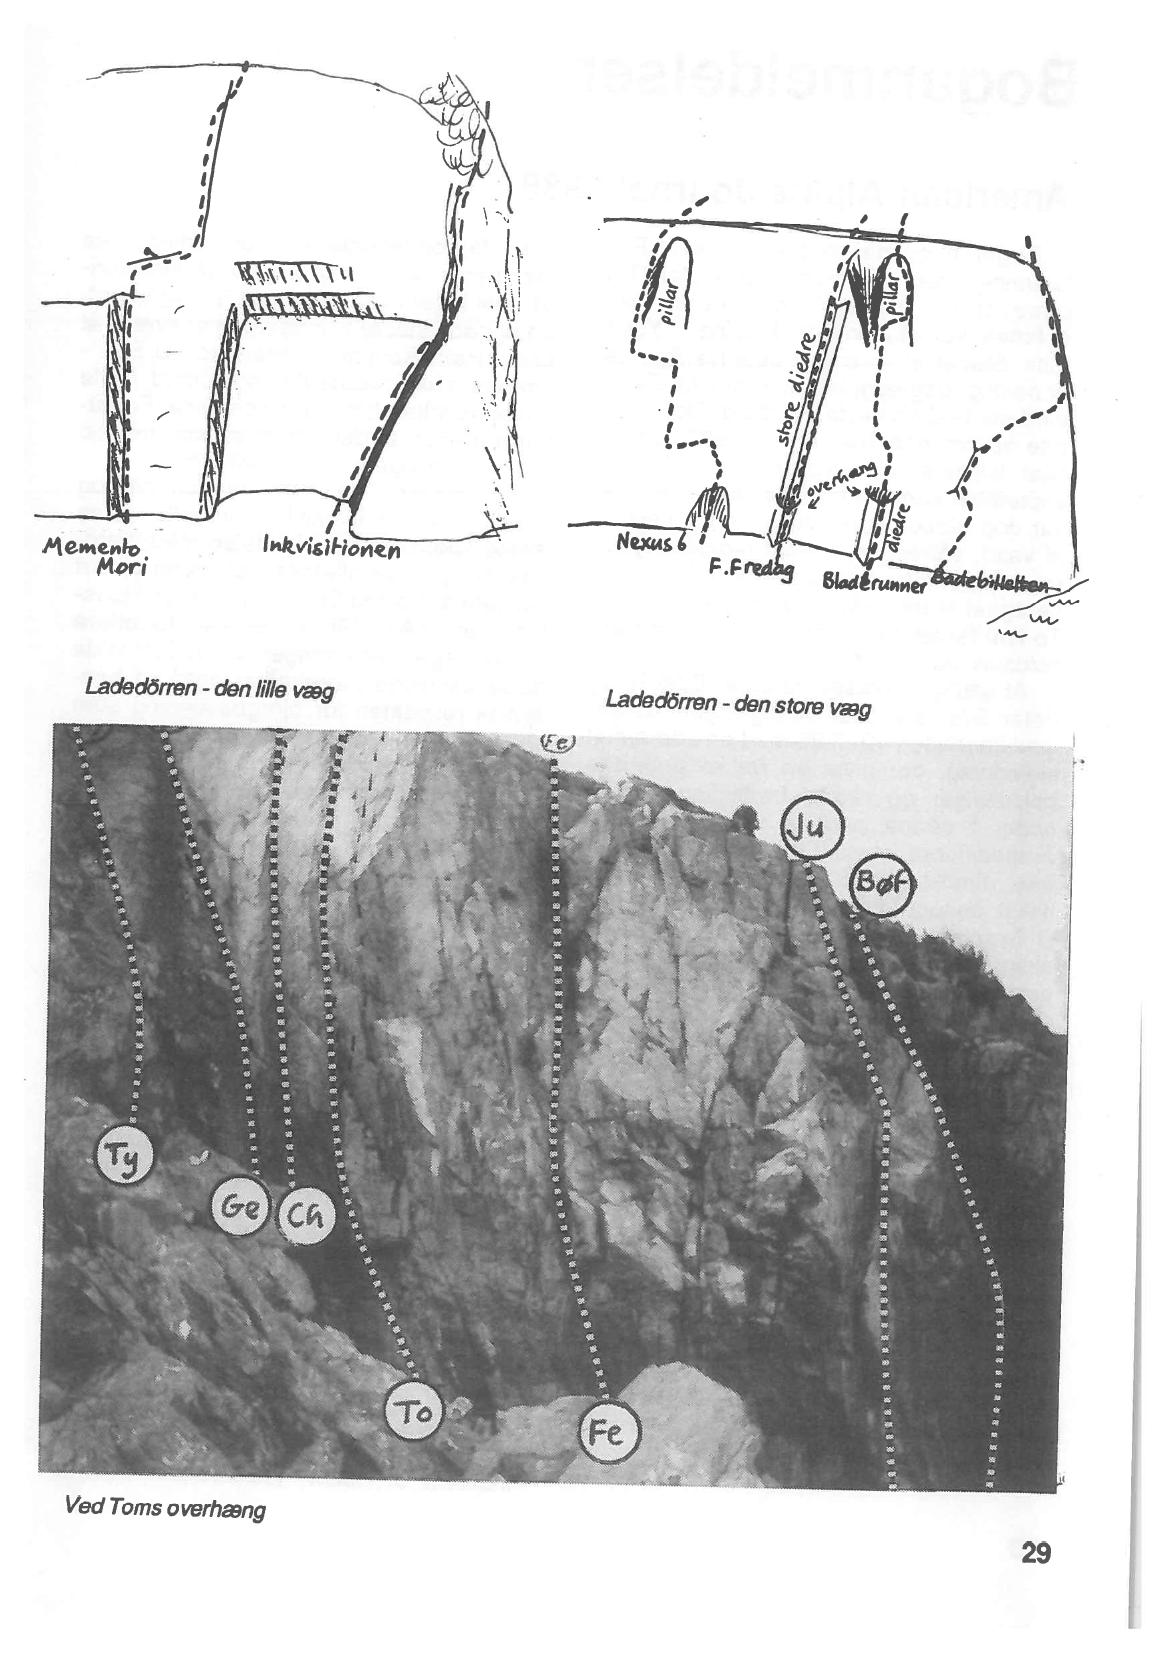 Memento
Mori
Inkvisitionen
Ladedörren - den lille væg
pillar
store diedre
overhæng
pillar
diedre
Nexus 6
F. Fredag
Bladerunner
Badebilletten
Ladedörren - den store væg
Fe
Ju
Bøf
Ty
Ge
Ch
To
Fe
Ved Toms overhæng
29